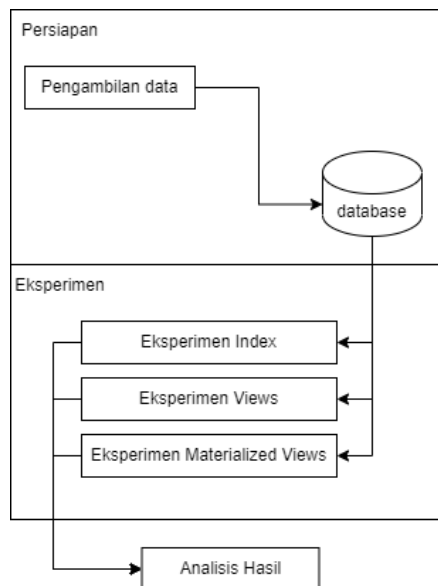 Persiapan
Pengambilan data
database
Eksperimen
Eksperimen Index
Eksperimen Views
Eksperimen Materialized Views
Analisis Hasil